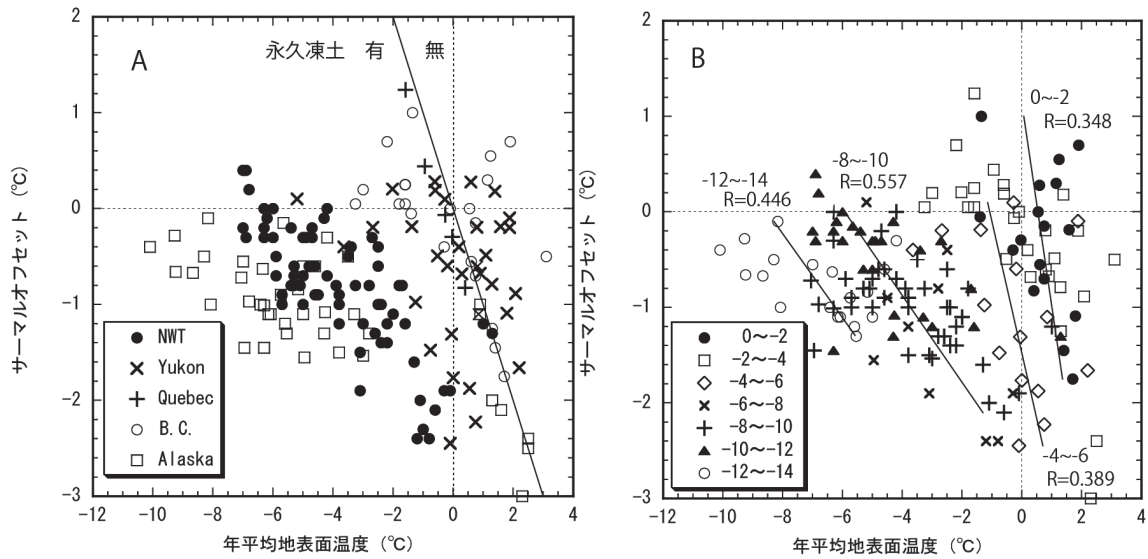 A
永久凍土 有 無
2
1
0
-1
-2
-3
サーマルオフセット (℃)
NWT
Yukon
Quebec
B.C.
Alaska
-12 -10 -8 -6 -4 -2 0 2 4
年平均地表面温度 (℃)
B
2
1
0
-1
-2
-3
サーマルオフセット (℃)
0~-2
R=0.348
-8~-10
R=0.557
-12~-14
R=0.446
-4~-6
R=0.389
0~-2
-2~-4
-4~-6
-6~-8
-8~-10
-10~-12
-12~-14
-12 -10 -8 -6 -4 -2 0 2 4
年平均地表面温度 (℃)